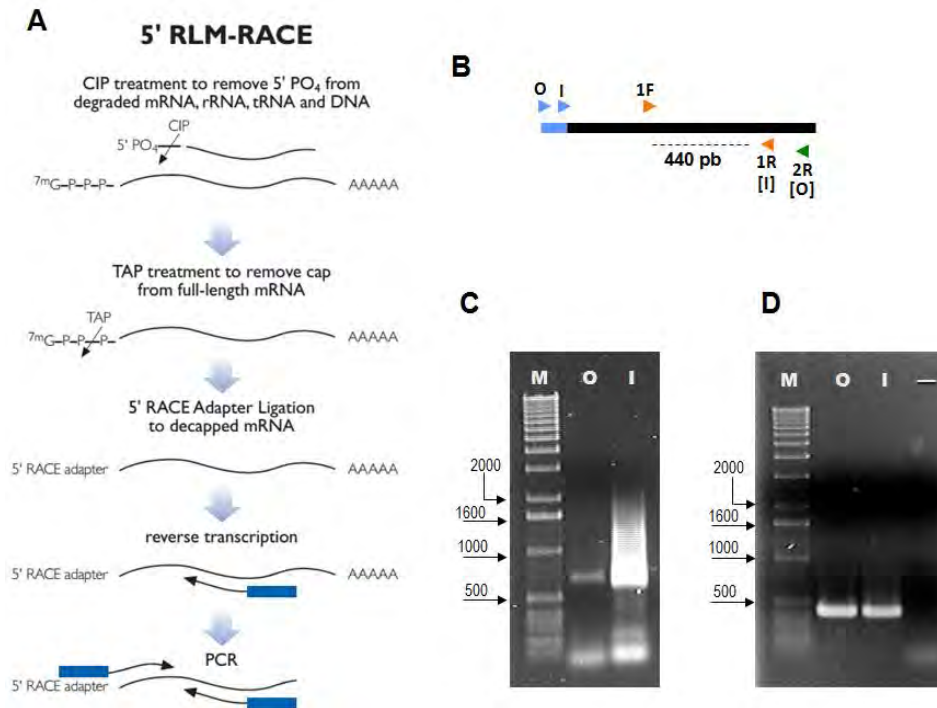 A
5' RLM-RACE
CIP treatment to remove 5' PO4 from
degraded mRNA, rRNA, tRNA and DNA
CIP
5' PO4
7mG-P-P-P-
AAAAA
TAP treatment to remove cap
from full-length mRNA
TAP
7mG-P-P-P-
AAAAA
5' RACE Adapter Ligation
to decapped mRNA
5' RACE adapter
AAAAA
reverse transcription
5' RACE adapter
AAAAA
PCR
5' RACE adapter
B
O I 1F
440 pb
1R 2R
[I] [O]
C
M O I
2000
1600
1000
500
D
M O I —
2000
1600
1000
500